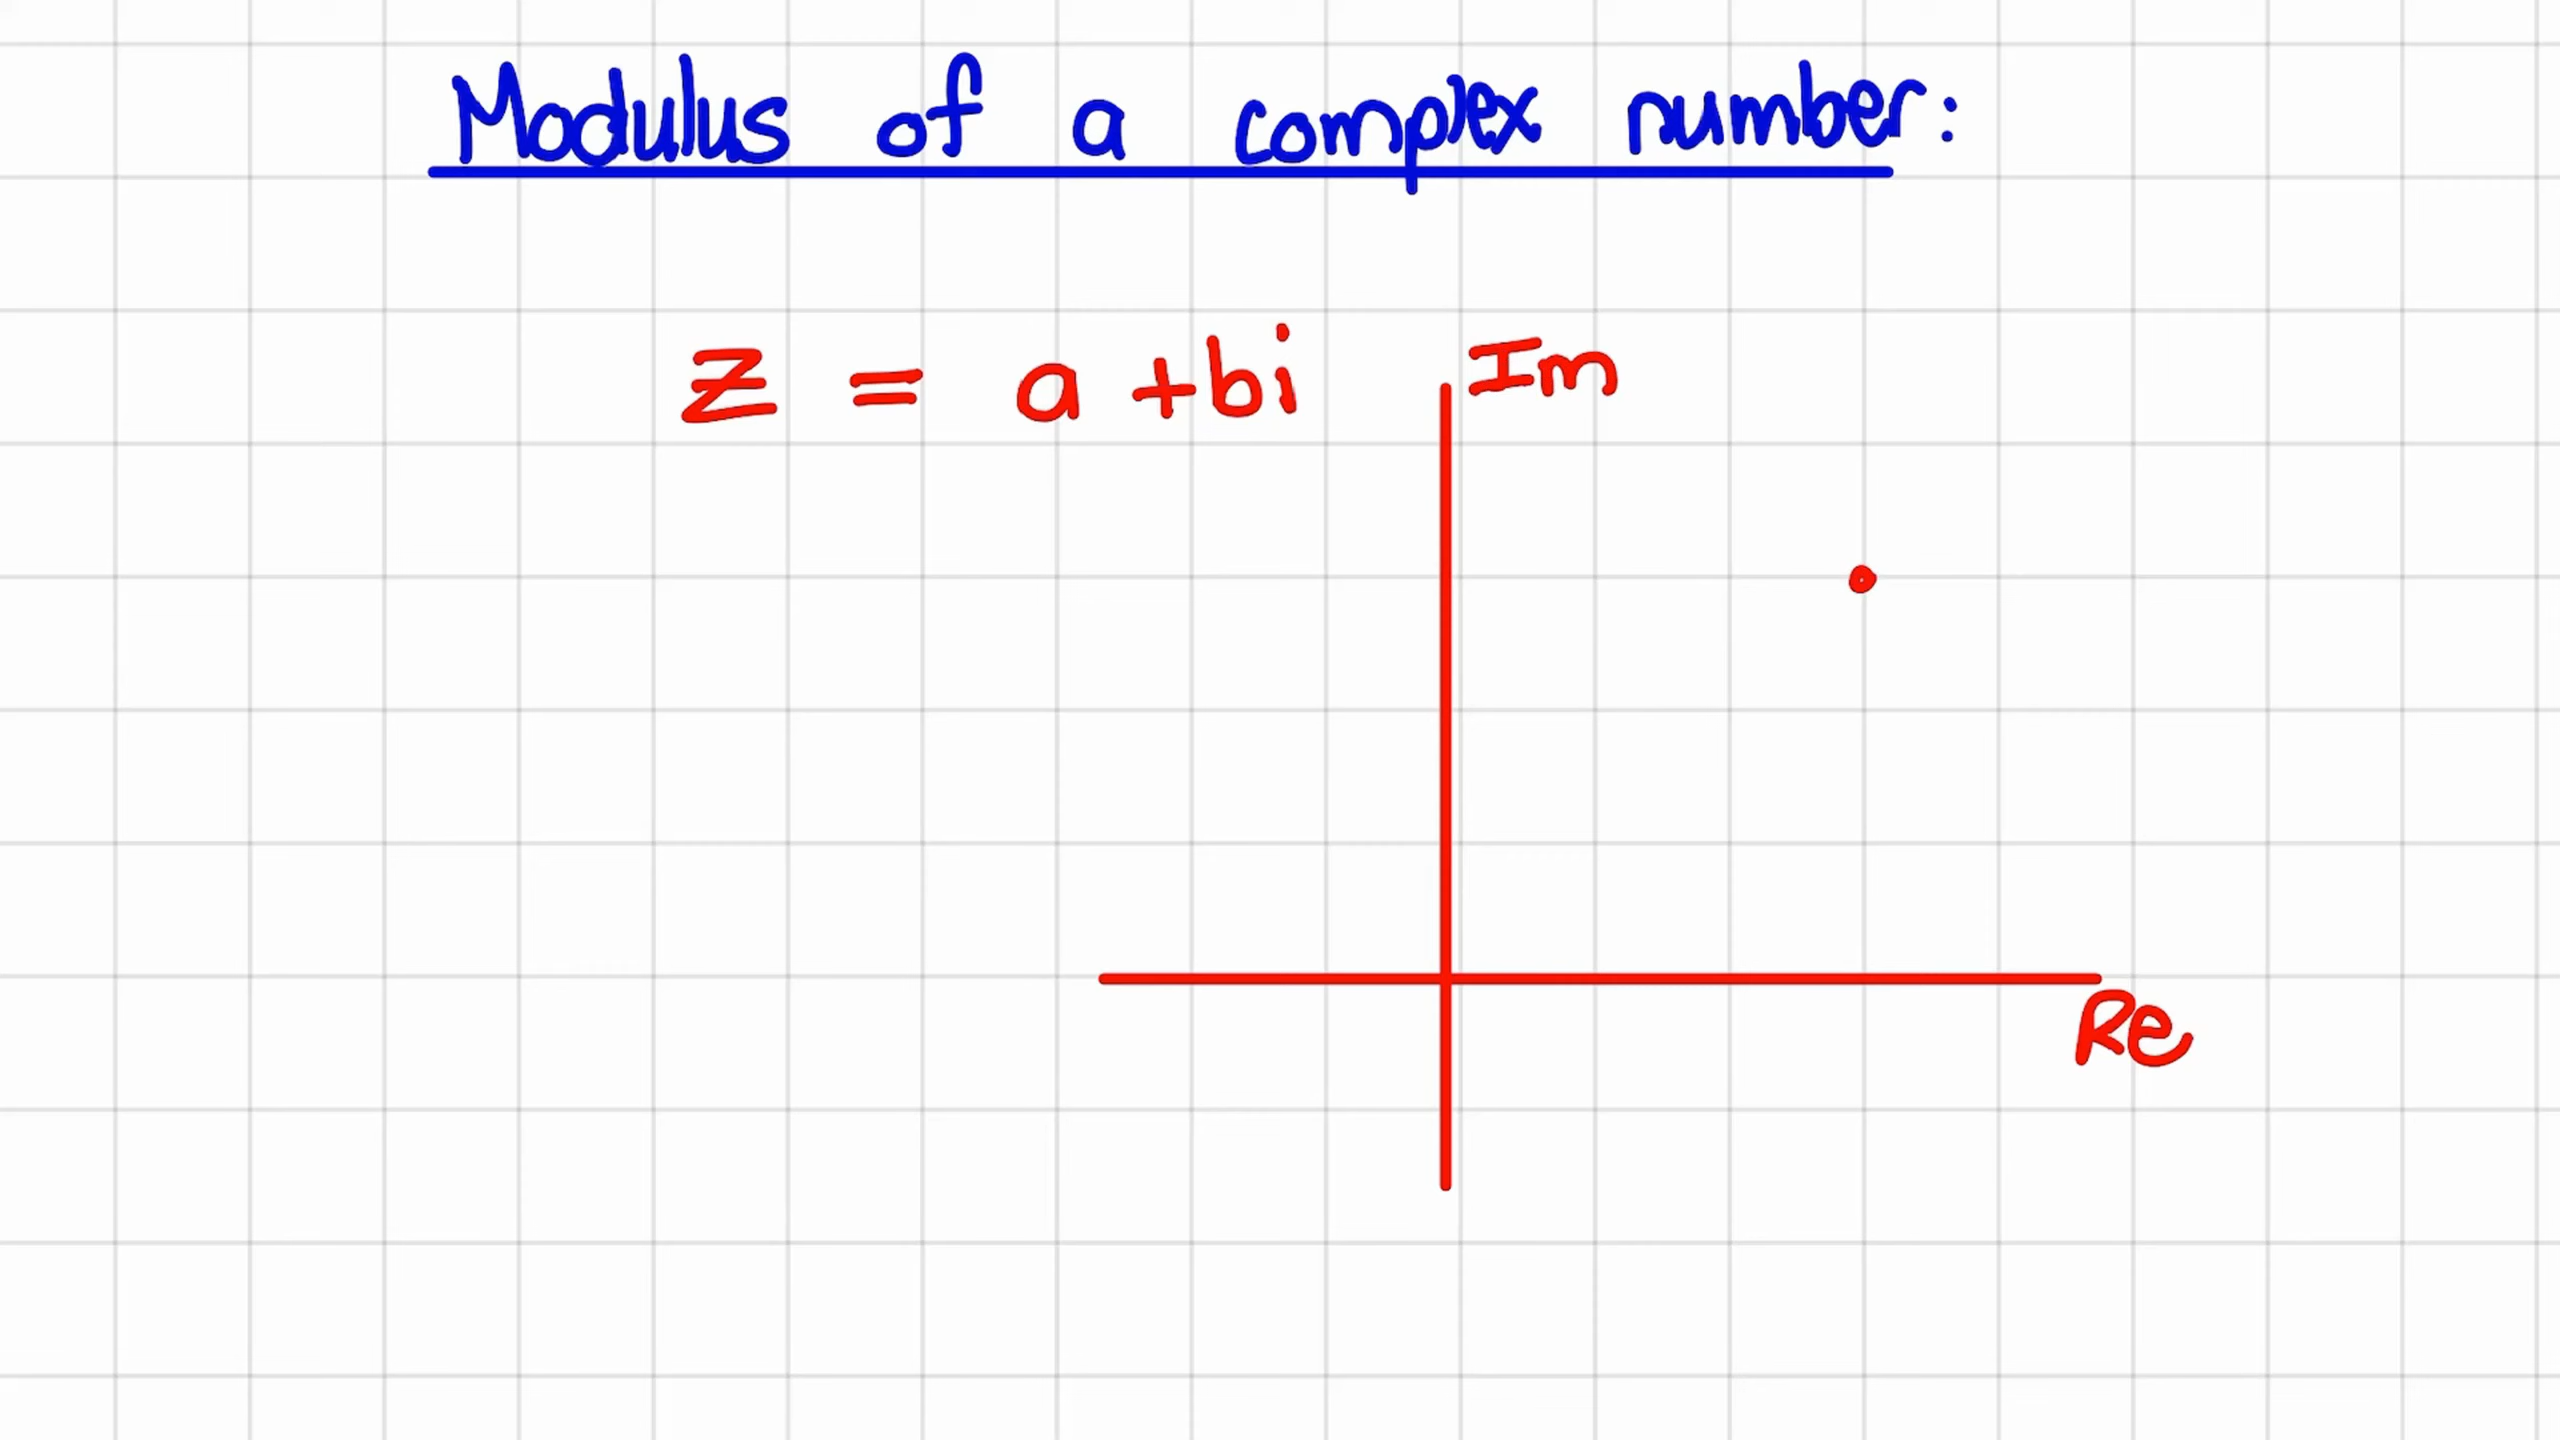 Modulus of a complex number:
z = a +bi
Im
Re